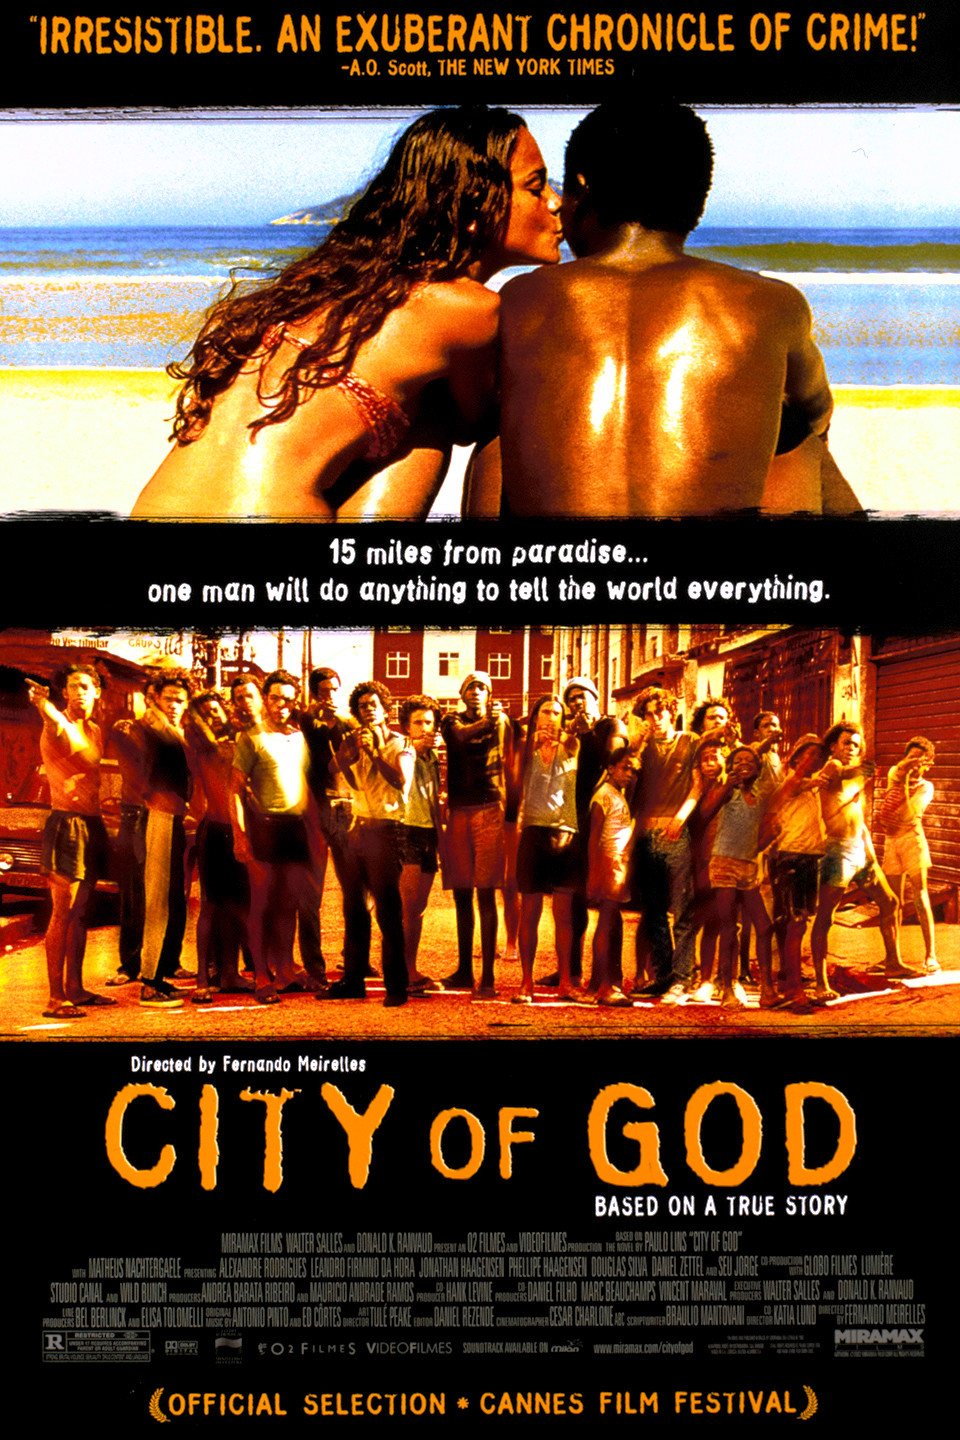 “IRRESISTIBLE. AN EXUBERANT CHRONICLE OF CRIME!”
-A.O. Scott, THE NEW YORK TIMES
15 miles from paradise...
one man will do anything to tell the world everything.
Directed by Fernando Meirelles
CITY OF GOD
BASED ON A TRUE STORY
MIRAMAX FILMS WALTER SALLES AND DONALD K. RANVAUD PRESENT AN O2 FILMES AND VIDEOFILMES PRODUCTION BASED ON THE NOVEL BY PAULO LINS "CITY OF GOD"
WITH MATHEUS NACHTERGAELE PRESENTING ALEXANDRE RODRIGUES LEANDRO FIRMINO DA HORA JONATHAN HAAGENSEN PHELLIPE HAAGENSEN DOUGLAS SILVA DANIEL ZETTEL AND SEU JORGE CO-PRODUCTION WITH GLOBO FILMES LUMIÈRE
STUDIO CANAL AND WILD BUNCH PRODUCERS ANDREA BARATA RIBEIRO AND MAURICIO ANDRADE RAMOS CO-PRODUCER HANK LEVINE CO-PRODUCERS DANIEL FILHO MARC BEAUCHAMPS VINCENT MARAVAL EXECUTIVE PRODUCERS WALTER SALLES AND DONALD K. RANVAUD
LINE PRODUCERS BEL BERLINCK AND ELISA TOLOMELLI ORIGINAL MUSIC BY ANTONIO PINTO AND ED CÔRTES ART DIRECTOR TULÉ PEAKE EDITOR DANIEL REZENDE CINEMATOGRAPHER CESAR CHARLONE ABC SCRIPTWRITER BRAULIO MANTOVANI CO DIRECTOR KATIA LUND DIRECTED BY FERNANDO MEIRELLES
R RESTRICTED
UNDER 17 REQUIRES ACCOMPANYING PARENT OR ADULT GUARDIAN
DOLBY O2 FILMES VIDEOFILMES SOUNDTRACK AVAILABLE ON milan www.miramax.com/cityofgod MIRAMAX
OFFICIAL SELECTION * CANNES FILM FESTIVAL